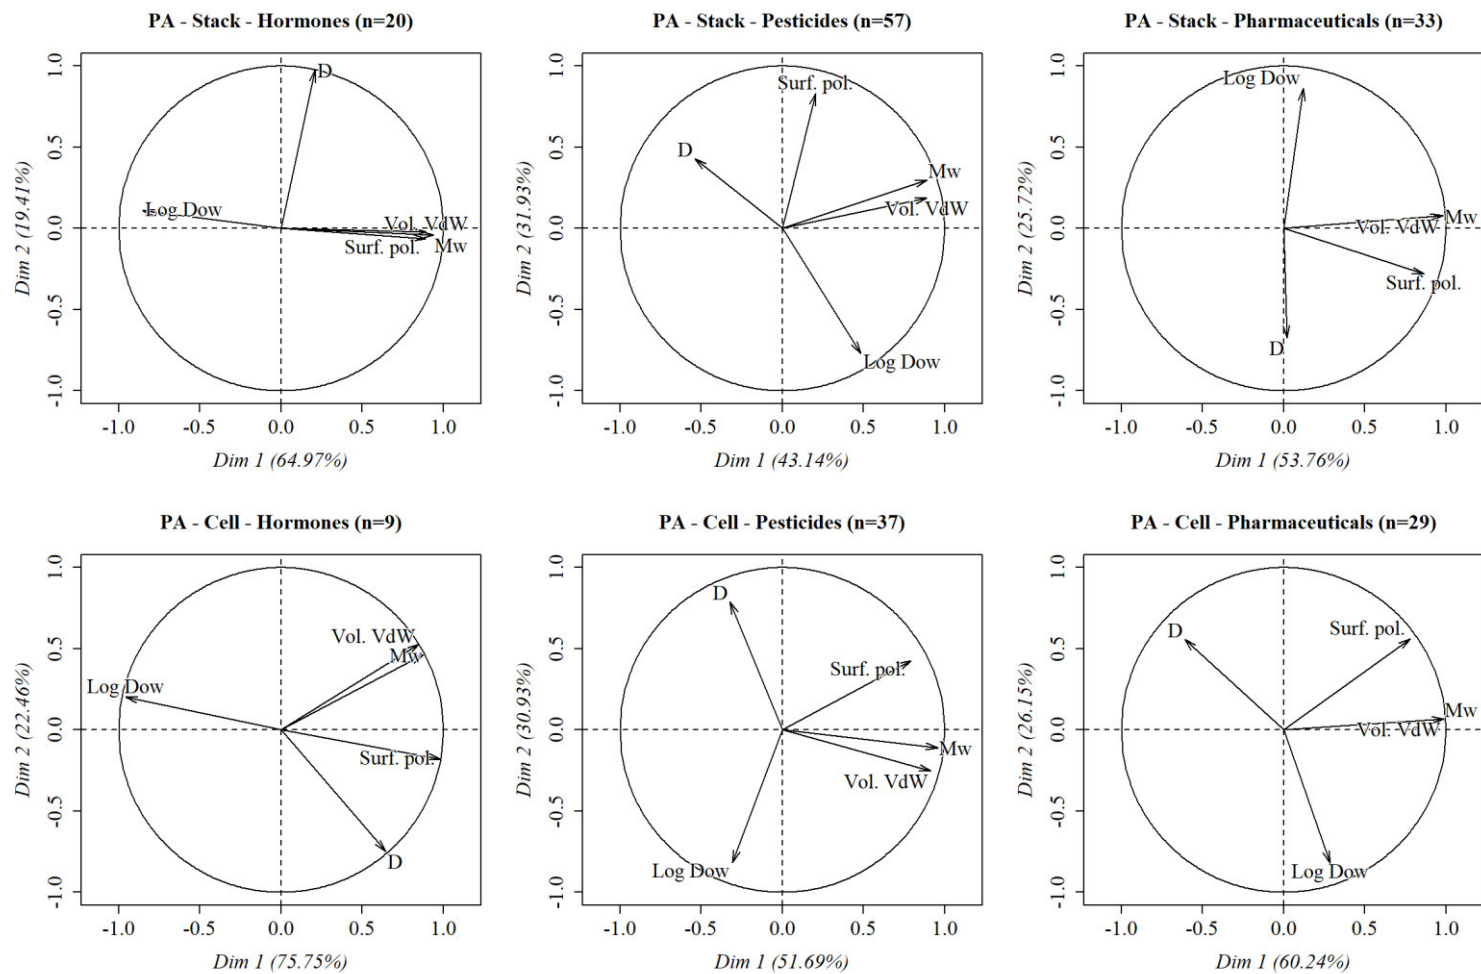 PA - Stack - Hormones (n=20)
Dim 2 (19.41%)
1.0
0.5
0.0
-0.5
-1.0
D
Log Dow
Vol. VdW
Surf. pol.
Mw
-1.0 -0.5 0.0 0.5 1.0
Dim 1 (64.97%)
PA - Stack - Pesticides (n=57)
Dim 2 (31.93%)
1.0
0.5
0.0
-0.5
-1.0
Surf. pol.
D
Mw
Vol. VdW
Log Dow
-1.0 -0.5 0.0 0.5 1.0
Dim 1 (43.14%)
PA - Stack - Pharmaceuticals (n=33)
Dim 2 (25.72%)
1.0
0.5
0.0
-0.5
-1.0
Log Dow
Mw
Vol. VdW
Surf. pol.
D
-1.0 -0.5 0.0 0.5 1.0
Dim 1 (53.76%)
PA - Cell - Hormones (n=9)
Dim 2 (22.46%)
1.0
0.5
0.0
-0.5
-1.0
Vol. VdW
Mw
Log Dow
Surf. pol.
D
-1.0 -0.5 0.0 0.5 1.0
Dim 1 (75.75%)
PA - Cell - Pesticides (n=37)
Dim 2 (30.93%)
1.0
0.5
0.0
-0.5
-1.0
D
Surf. pol.
Mw
Vol. VdW
Log Dow
-1.0 -0.5 0.0 0.5 1.0
Dim 1 (51.69%)
PA - Cell - Pharmaceuticals (n=29)
Dim 2 (26.15%)
1.0
0.5
0.0
-0.5
-1.0
D
Surf. pol.
Mw
Vol. VdW
Log Dow
-1.0 -0.5 0.0 0.5 1.0
Dim 1 (60.24%)